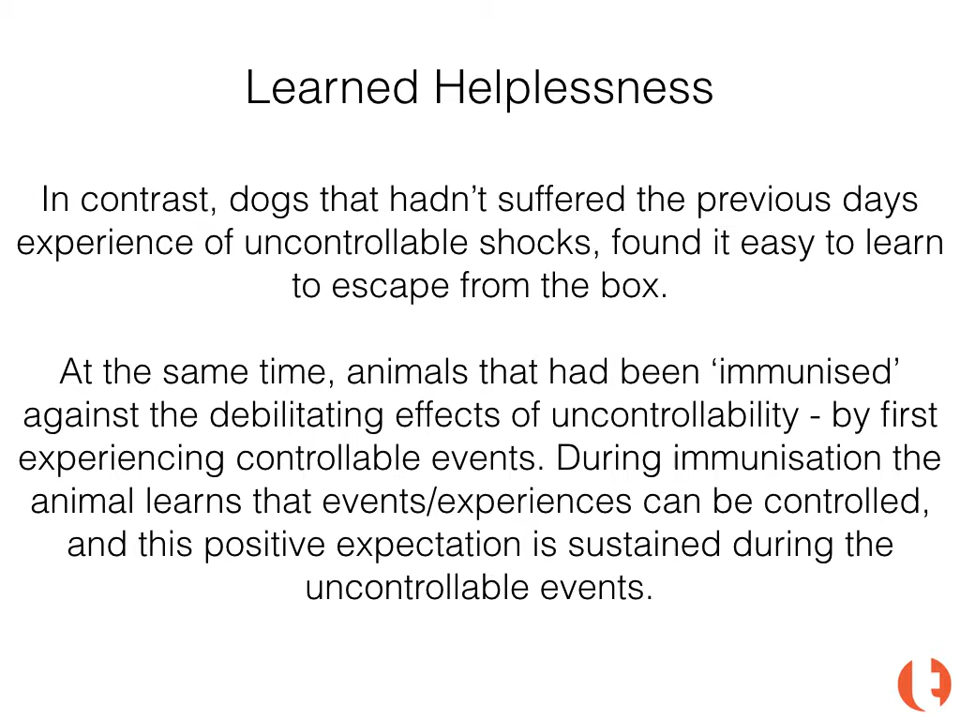 Learned Helplessness
In contrast, dogs that hadn't suffered the previous days
experience of uncontrollable shocks, found it easy to learn
to escape from the box.
At the same time, animals that had been ‘immunised’
against the debilitating effects of uncontrollability - by first
experiencing controllable events. During immunisation the
animal learns that events/experiences can be controlled,
and this positive expectation is sustained during the
uncontrollable events.